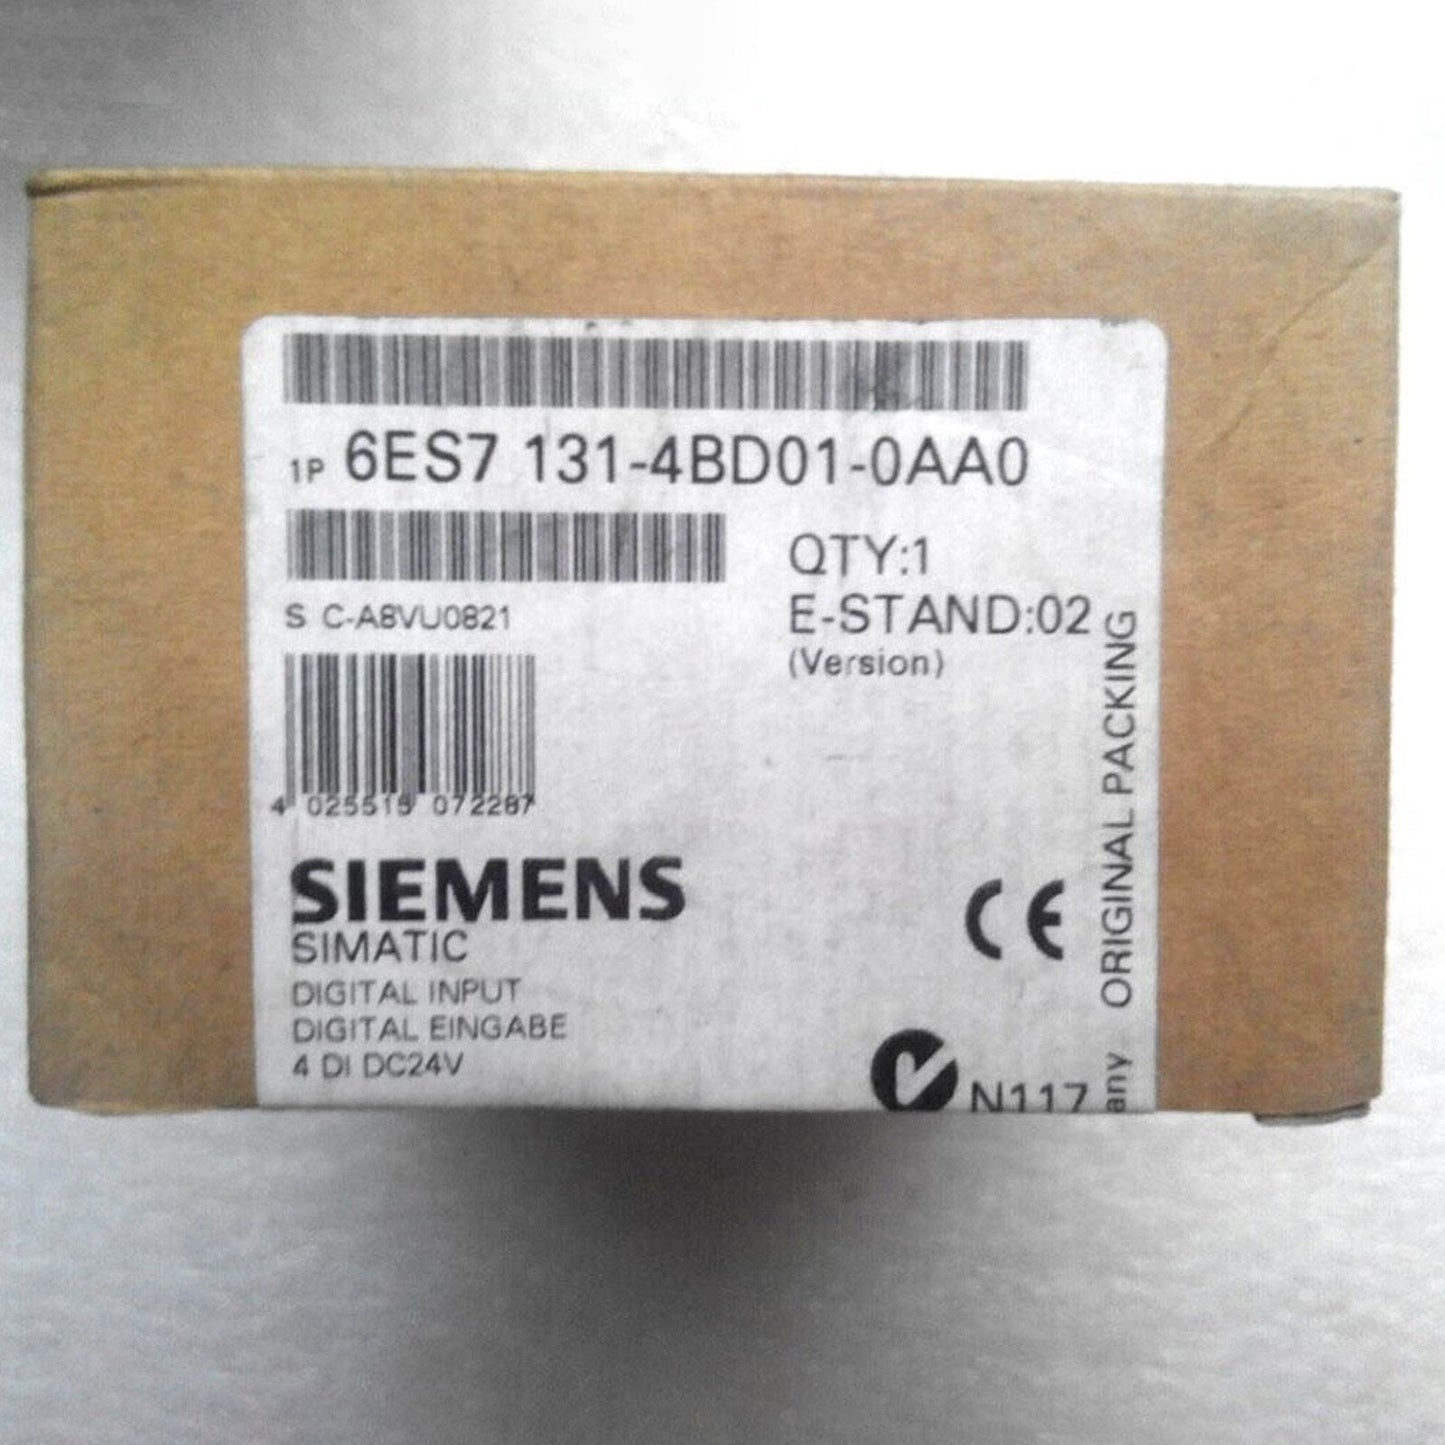 1P 6ES7 131-4BD01-0AA0
QTY:1
S C-A8VU0821
E-STAND:02
(Version)
4 025515 072287
SIEMENS
SIMATIC
DIGITAL INPUT
DIGITAL EINGABE
4 DI DC24V
CE
N117
ORIGINAL PACKING